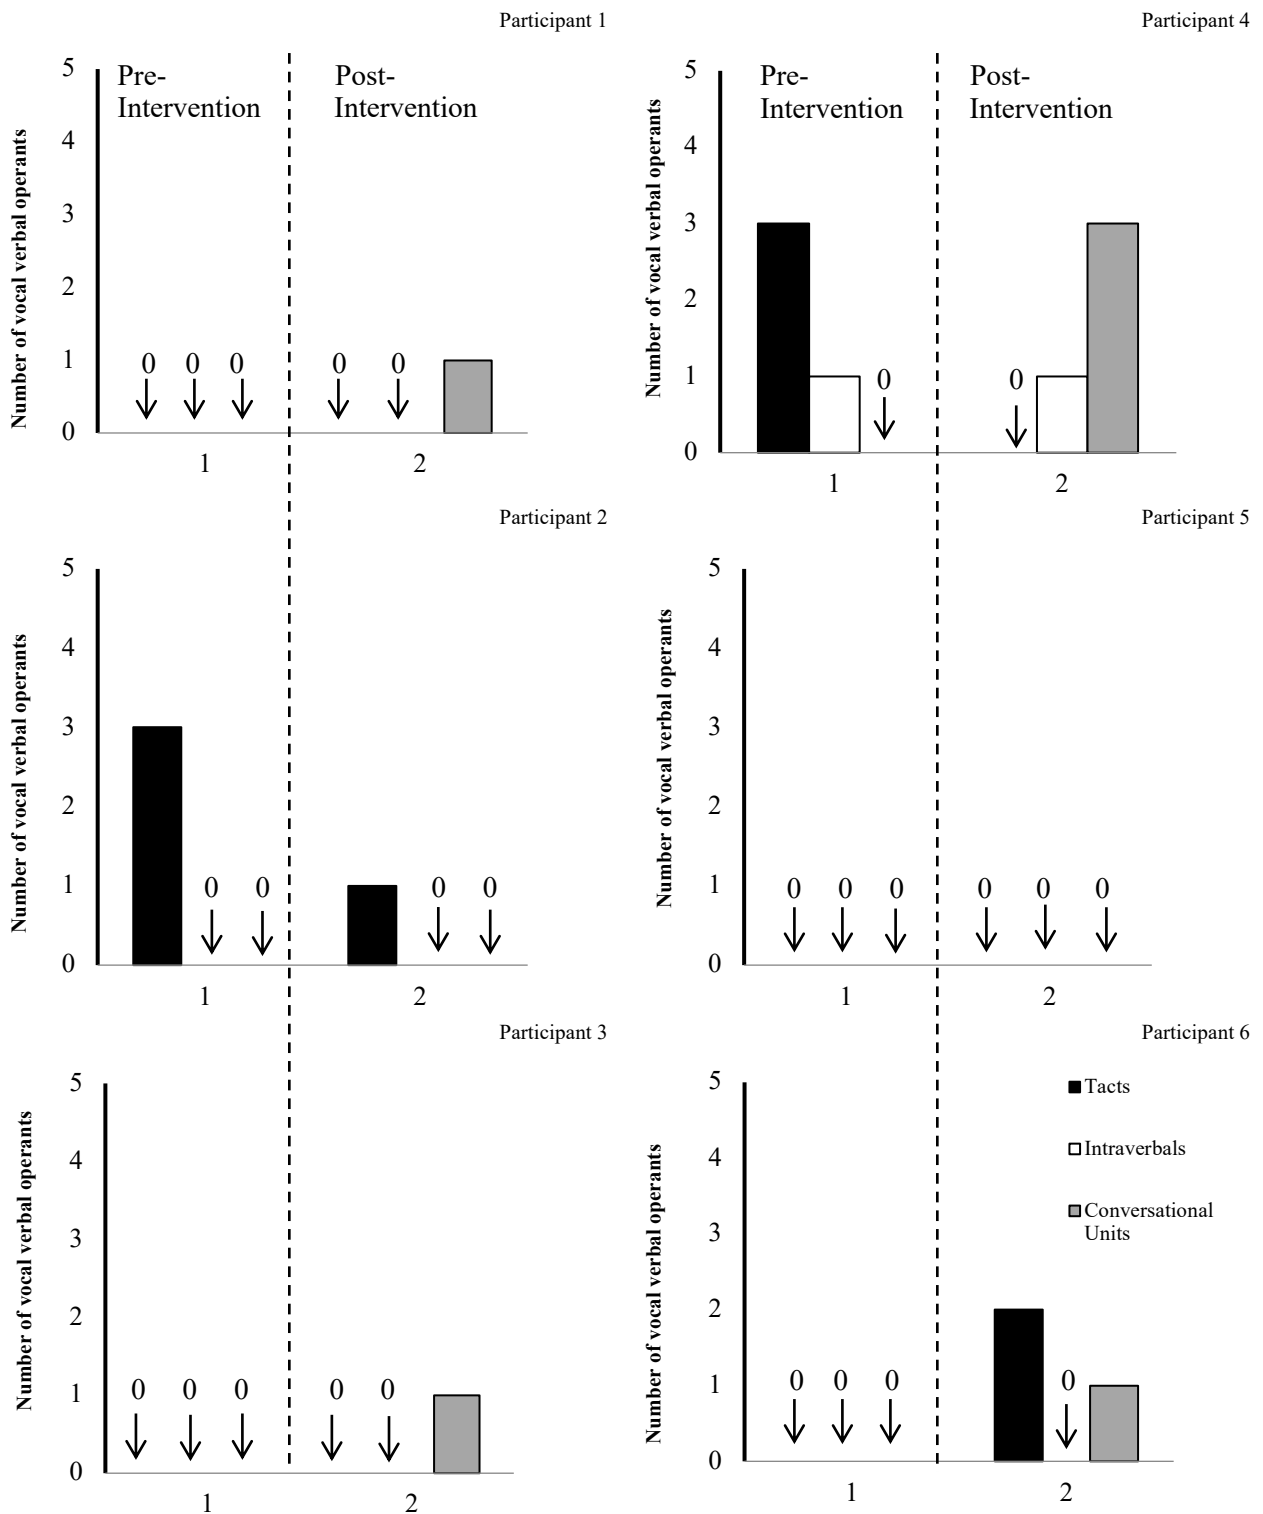 Participant 1
Pre-
Intervention
Post-
Intervention
Number of vocal verbal operants
5
4
3
2
1
0
0 0 0
0 0
1
2
Participant 4
Pre-
Intervention
Post-
Intervention
Number of vocal verbal operants
5
4
3
2
1
0
0
0
1
2
Participant 2
Number of vocal verbal operants
5
4
3
2
1
0
0 0
0 0
1
2
Participant 5
Number of vocal verbal operants
5
4
3
2
1
0
0 0 0
0 0 0
1
2
Participant 3
Number of vocal verbal operants
5
4
3
2
1
0
0 0 0
0 0
1
2
Participant 6
Number of vocal verbal operants
5
4
3
2
1
0
0 0 0
0
1
2
Tacts
Intraverbals
Conversational
Units